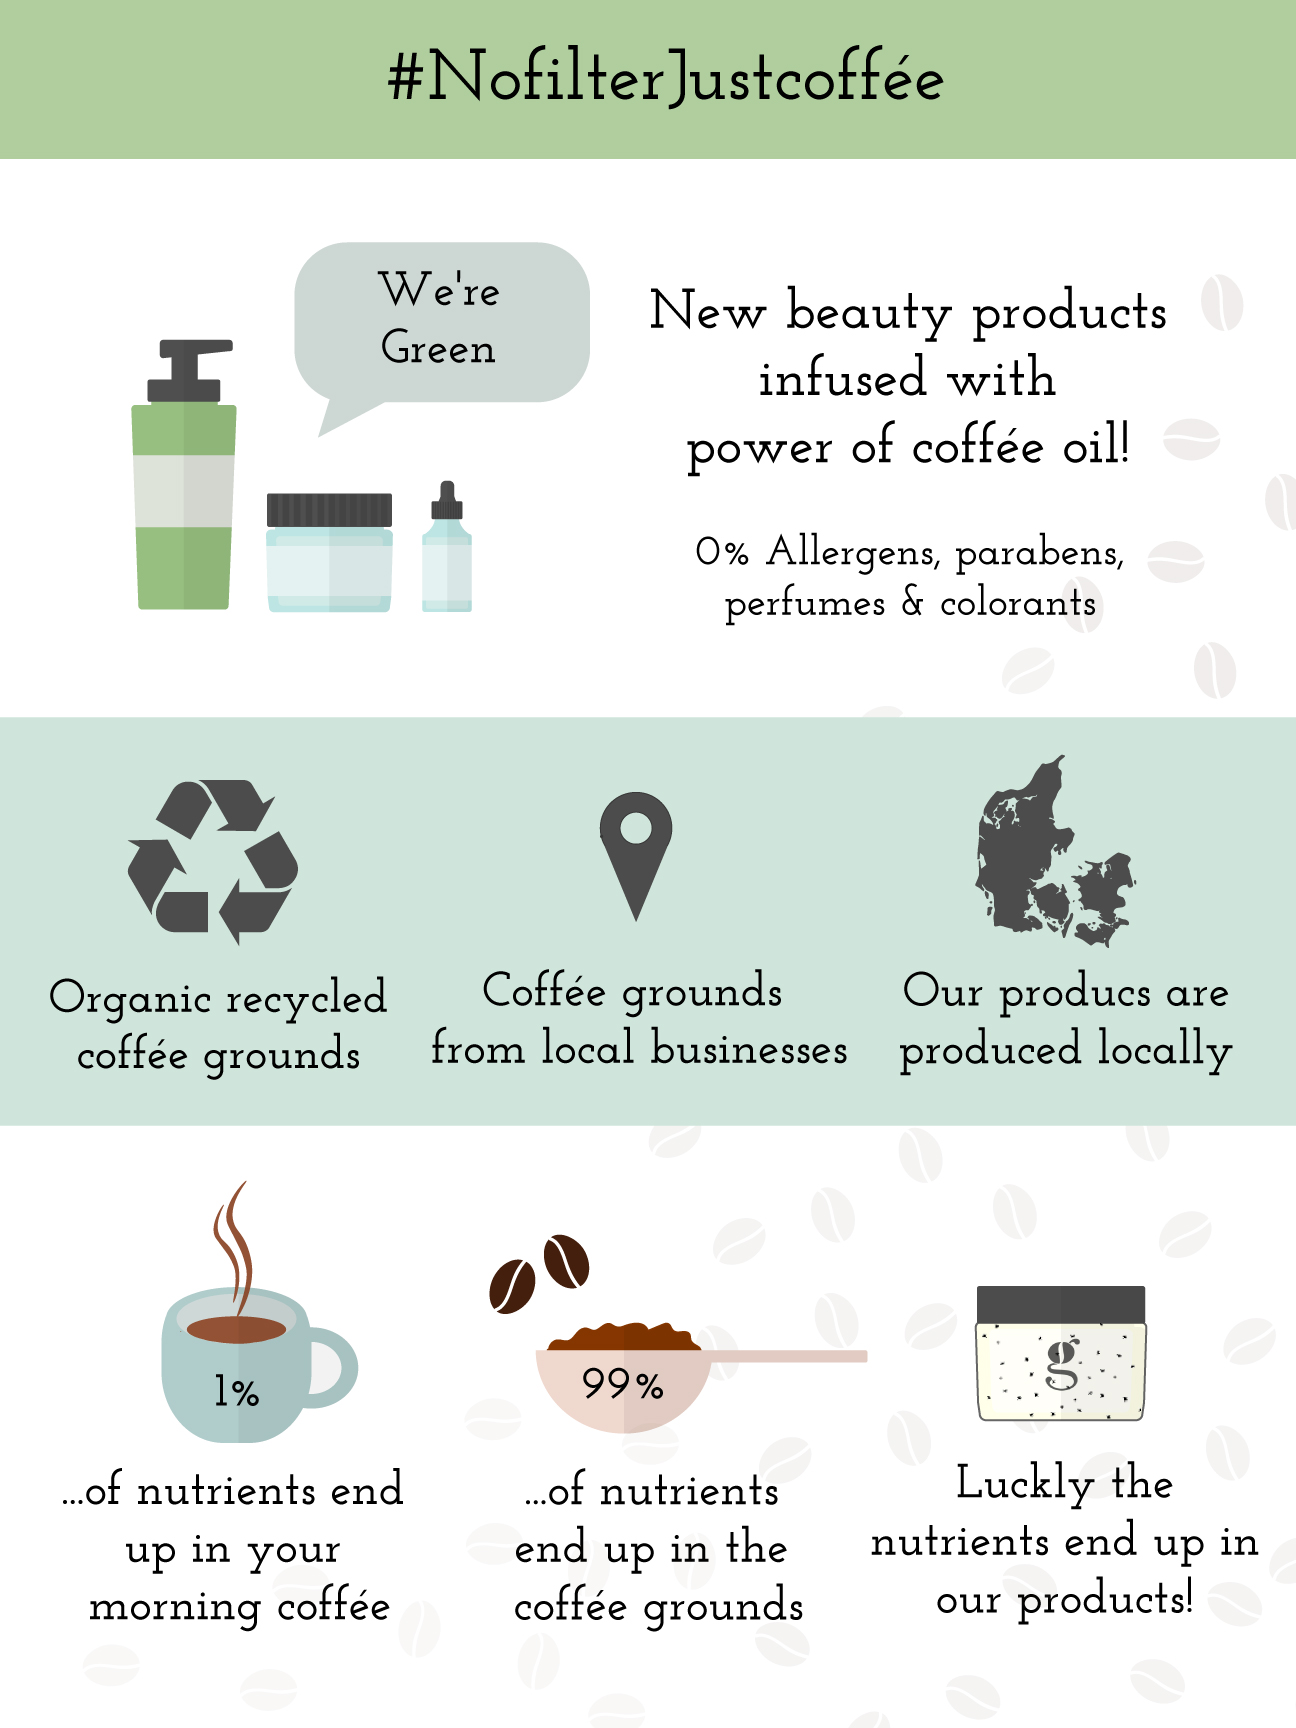 #NofilterJustcoffée
We're
Green
New beauty products
infused with
power of coffée oil!
0% Allergens, parabens,
perfumes & colorants
Organic recycled
coffée grounds
Coffée grounds
from local businesses
Our producs are
produced locally
1%
...of nutrients end
up in your
morning coffée
99%
...of nutrients
end up in the
coffée grounds
g
Luckly the
nutrients end up in
our products!